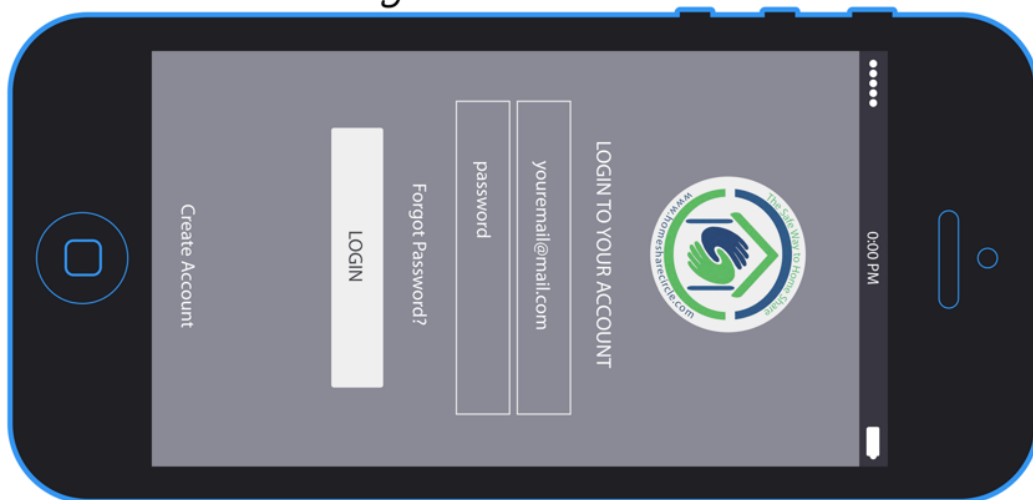 0:00 PM
The Safe Way to Home Share
www.homesharecircle.com
LOGIN TO YOUR ACCOUNT
youremail@mail.com
password
Forgot Password?
LOGIN
Create Account